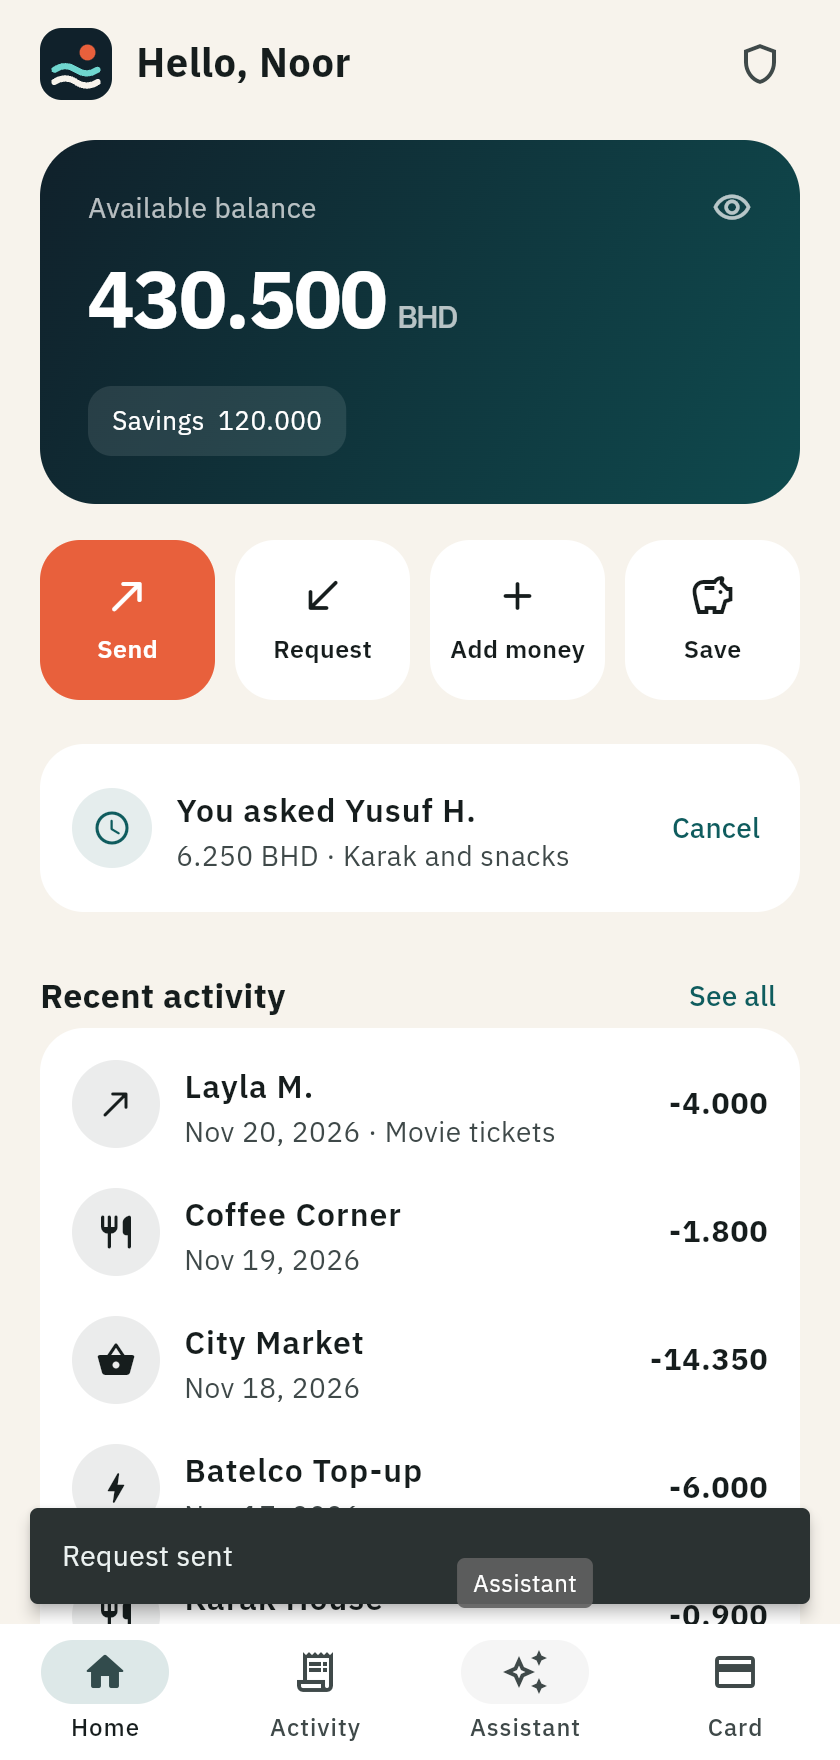 Hello, Noor
Available balance
430.500 BHD
Savings 120.000
Send
Request
Add money
Save
You asked Yusuf H.
6.250 BHD · Karak and snacks
Cancel
Recent activity
See all
Layla M.
Nov 20, 2026 · Movie tickets
-4.000
Coffee Corner
Nov 19, 2026
-1.800
City Market
Nov 18, 2026
-14.350
Batelco Top-up
-6.000
Request sent
Assistant
Karak House
-0.900
Home
Activity
Assistant
Card